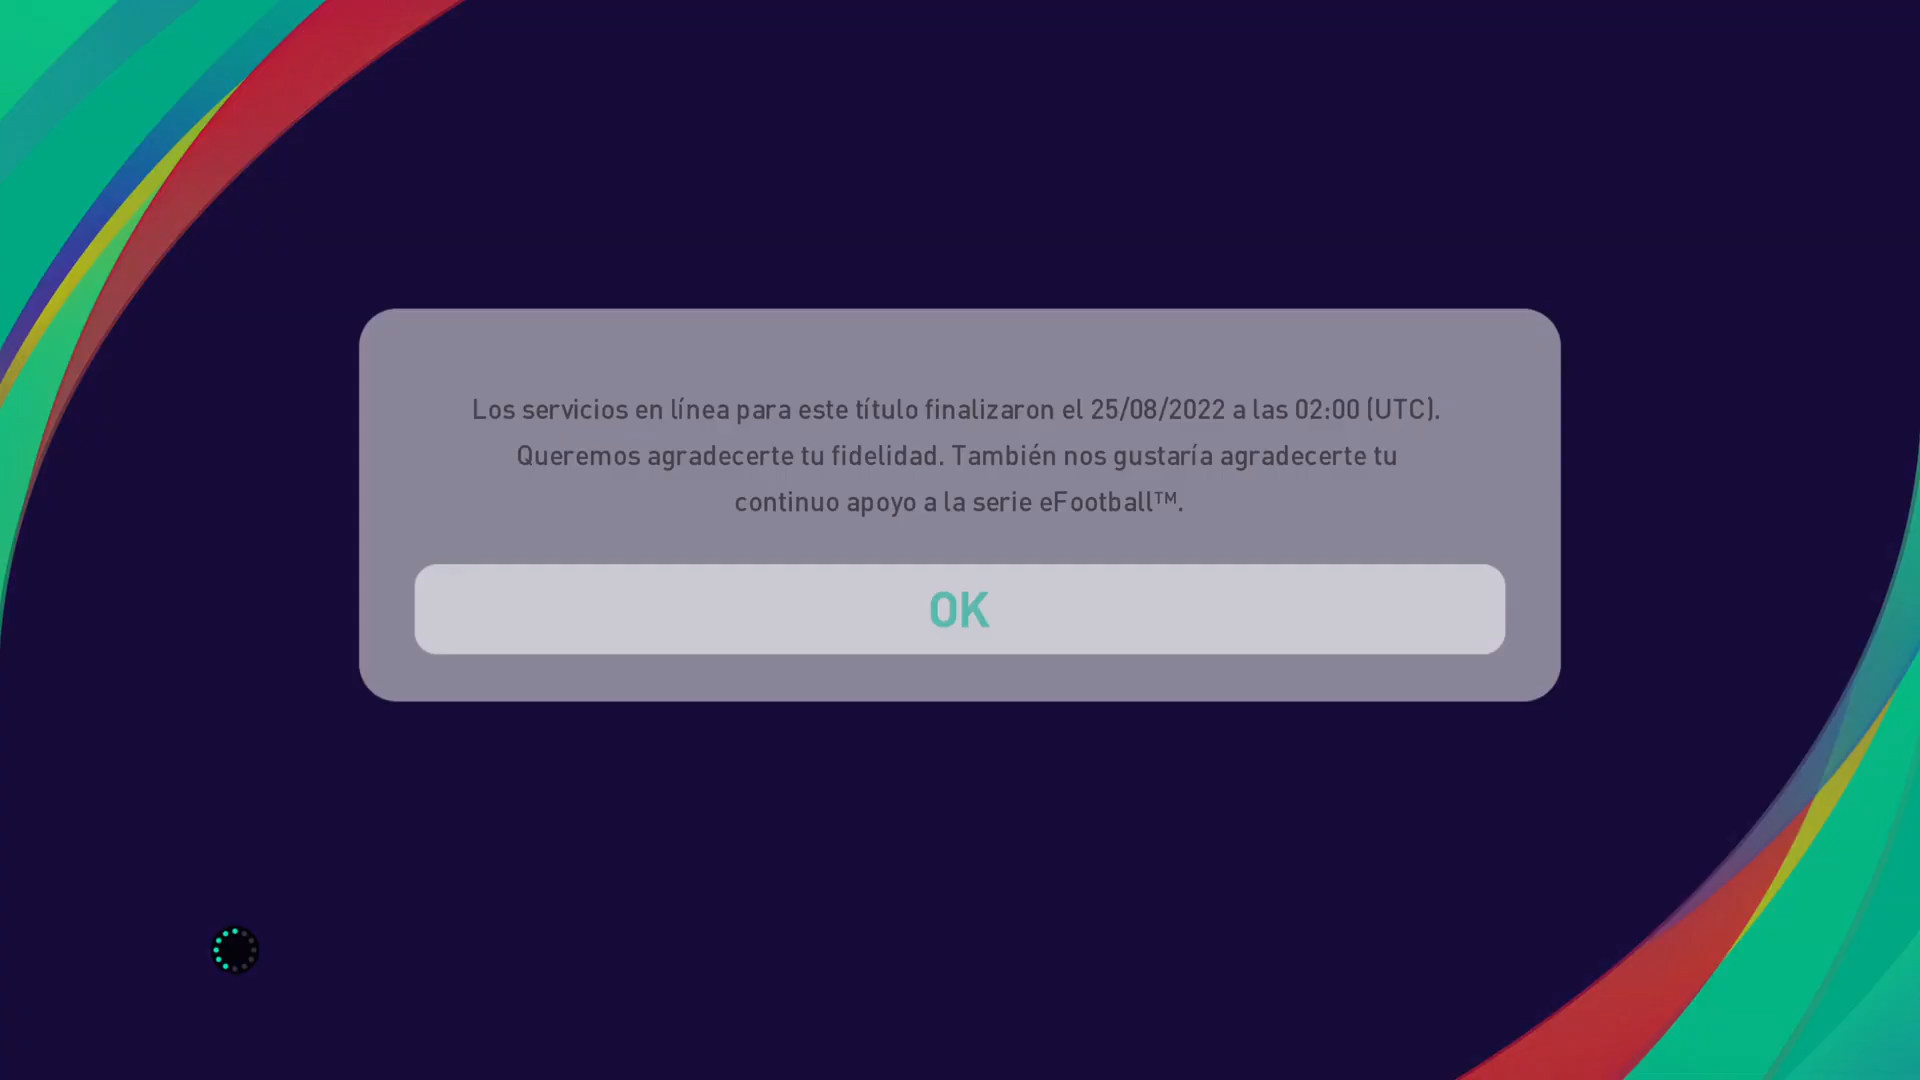 Los servicios en línea para este título finalizaron el 25/08/2022 a las 02:00 (UTC).
Queremos agradecerte tu fidelidad. También nos gustaría agradecerte tu
continuo apoyo a la serie eFootball™.
OK